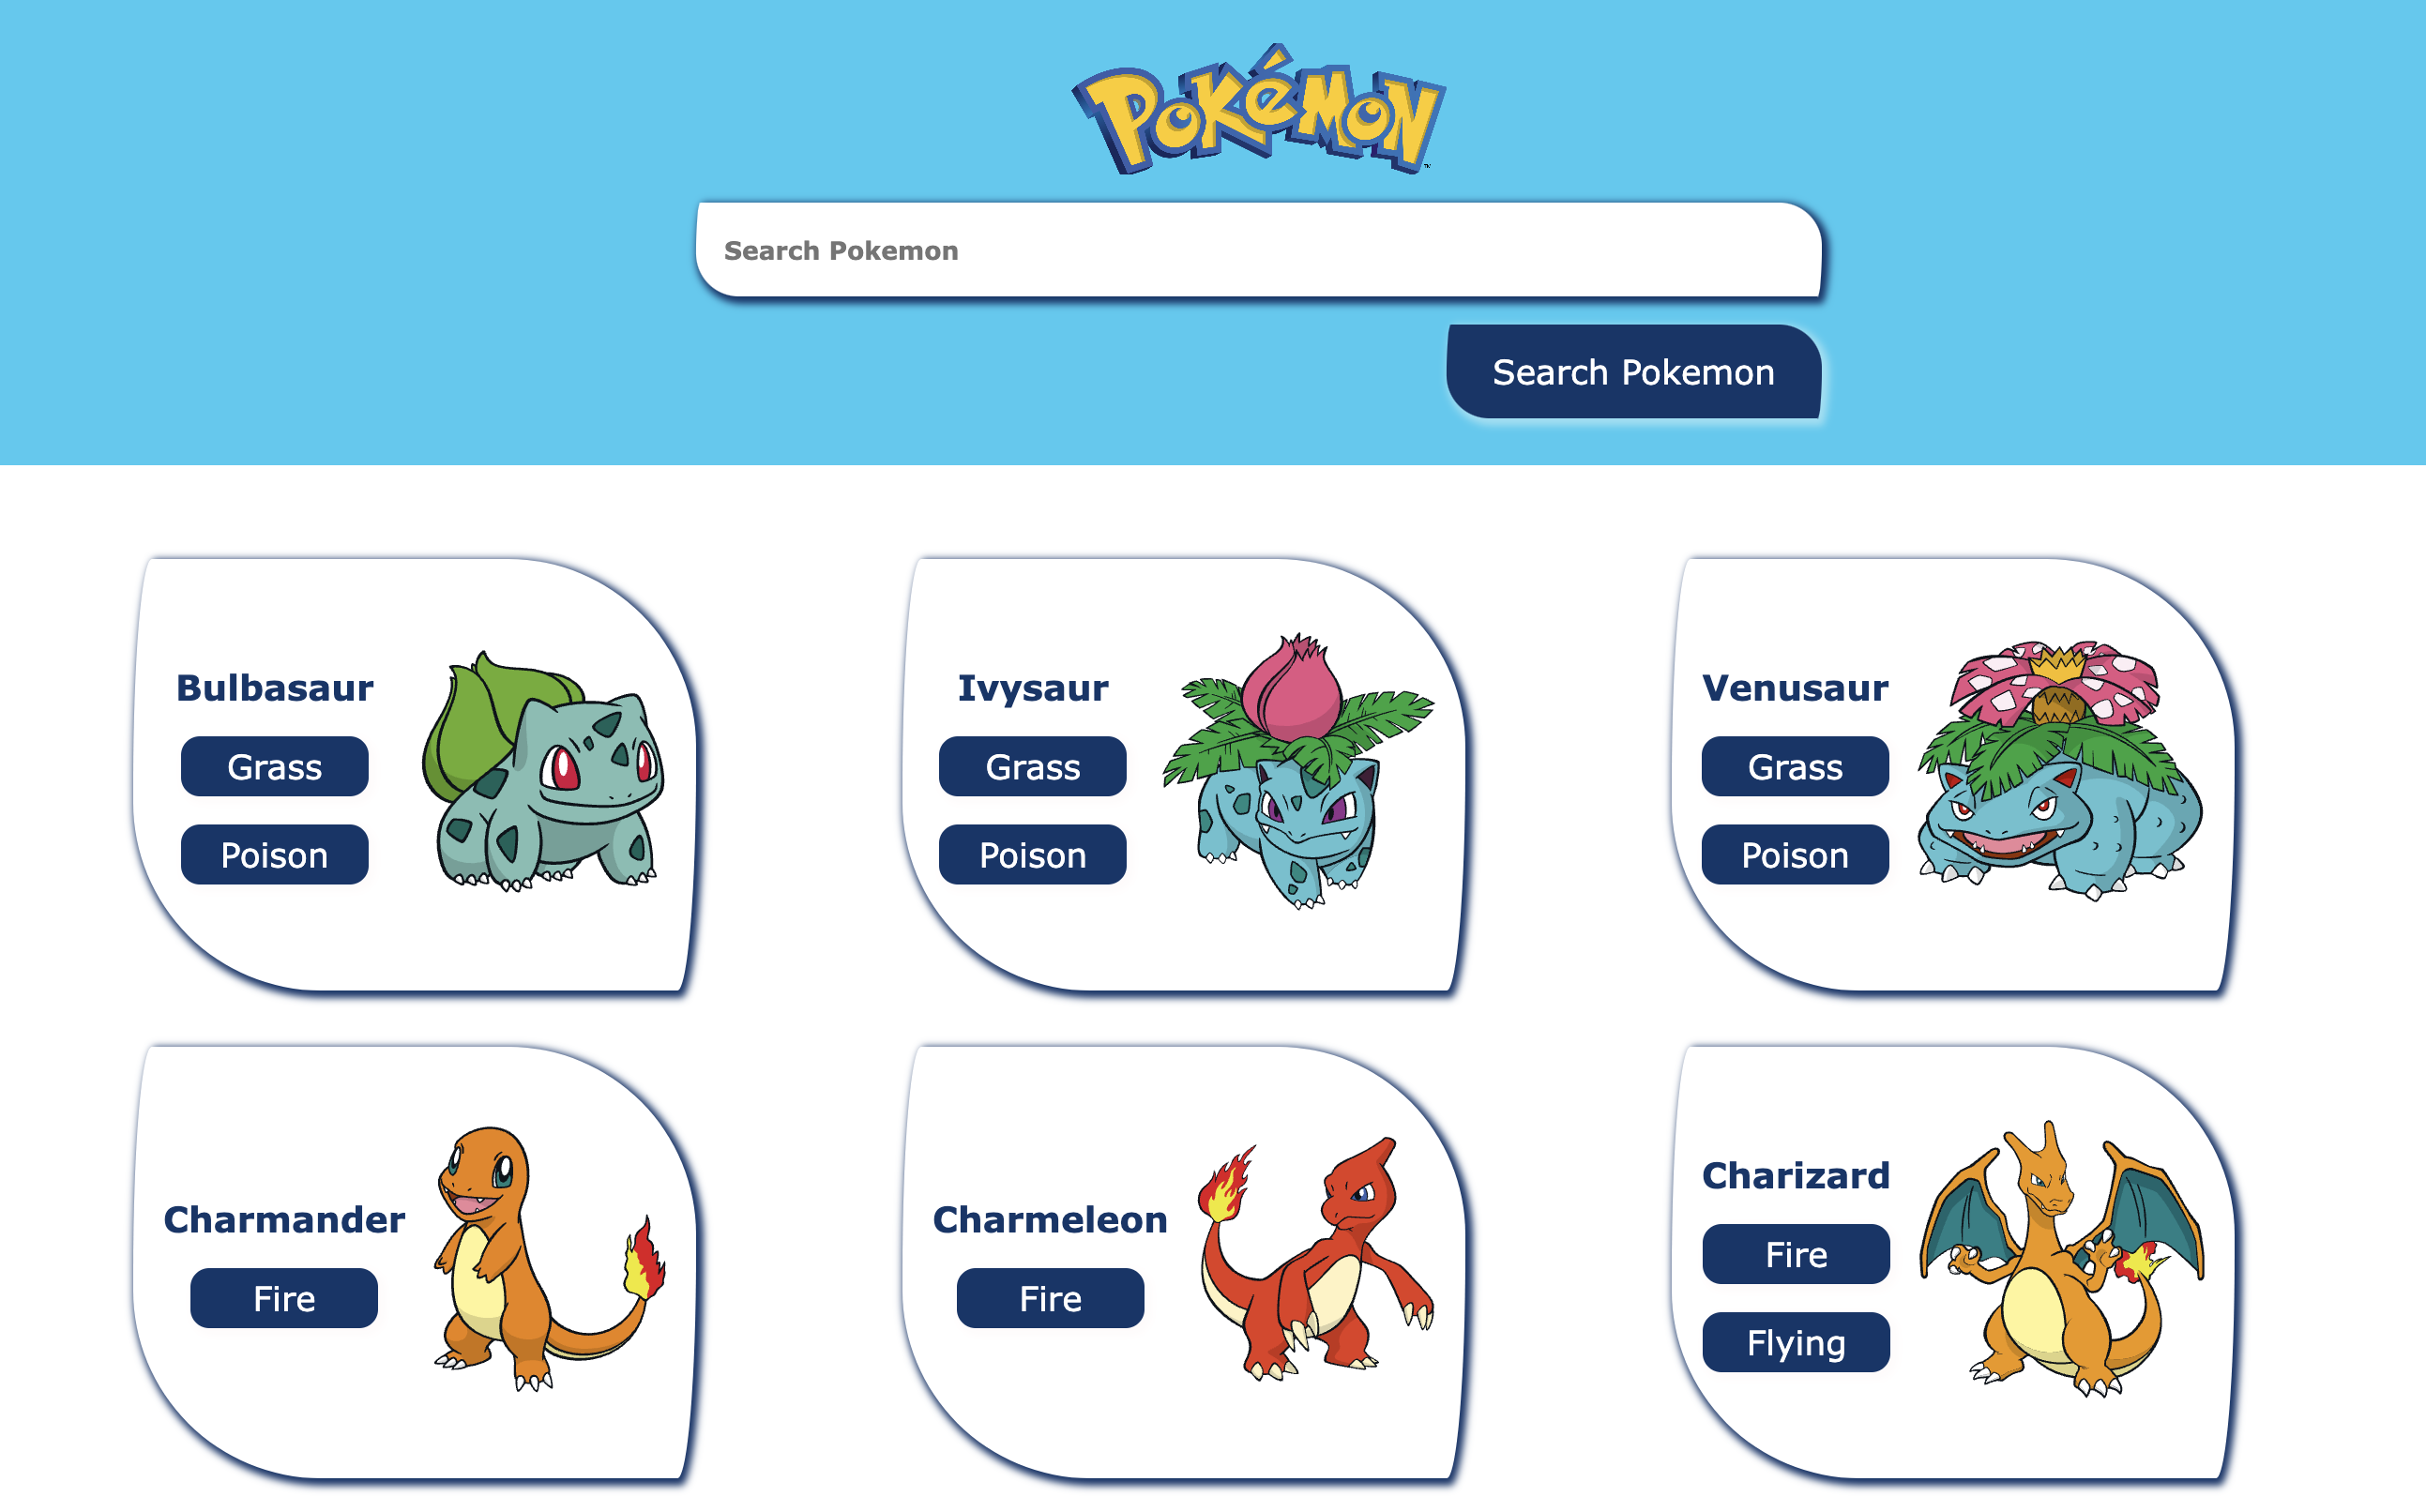 Pokémon
TM
Search Pokemon
Search Pokemon
Bulbasaur
Grass
Poison
Ivysaur
Grass
Poison
Venusaur
Grass
Poison
Charmander
Fire
Charmeleon
Fire
Charizard
Fire
Flying